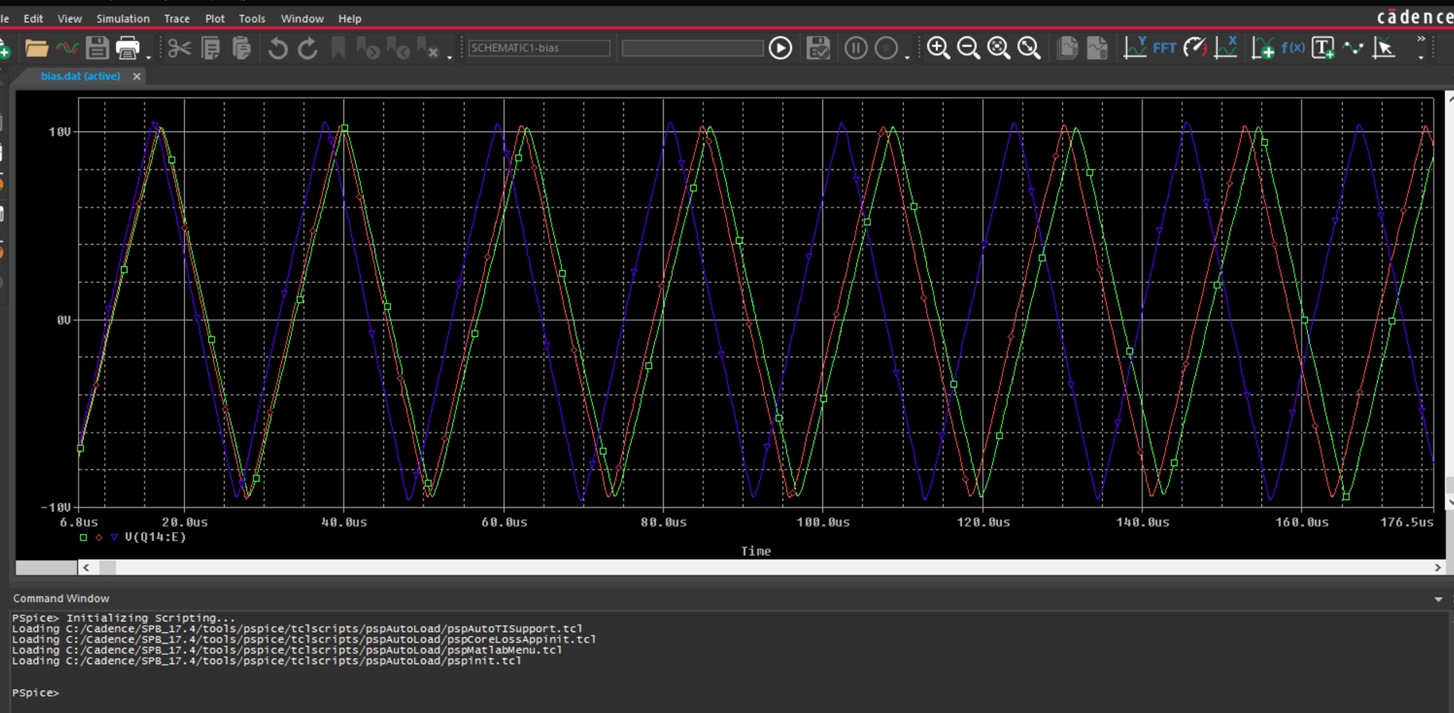 le Edit View Simulation Trace Plot Tools Window Help
cādence
SCHEMATIC1-bias
Y FFT X f(x) T
bias.dat (active)
10V
0V
-10V
6.8us 20.0us 40.0us 60.0us 80.0us 100.0us 120.0us 140.0us 160.0us 176.5us
V(Q14:E)
Time
Command Window
PSpice> Initializing Scripting...
Loading C:/Cadence/SPB_17.4/tools/pspice/tclscripts/pspAutoLoad/pspAutoTISupport.tcl
Loading C:/Cadence/SPB_17.4/tools/pspice/tclscripts/pspAutoLoad/pspCoreLossAppinit.tcl
Loading C:/Cadence/SPB_17.4/tools/pspice/tclscripts/pspAutoLoad/pspMatlabMenu.tcl
Loading C:/Cadence/SPB_17.4/tools/pspice/tclscripts/pspAutoLoad/pspinit.tcl
PSpice>